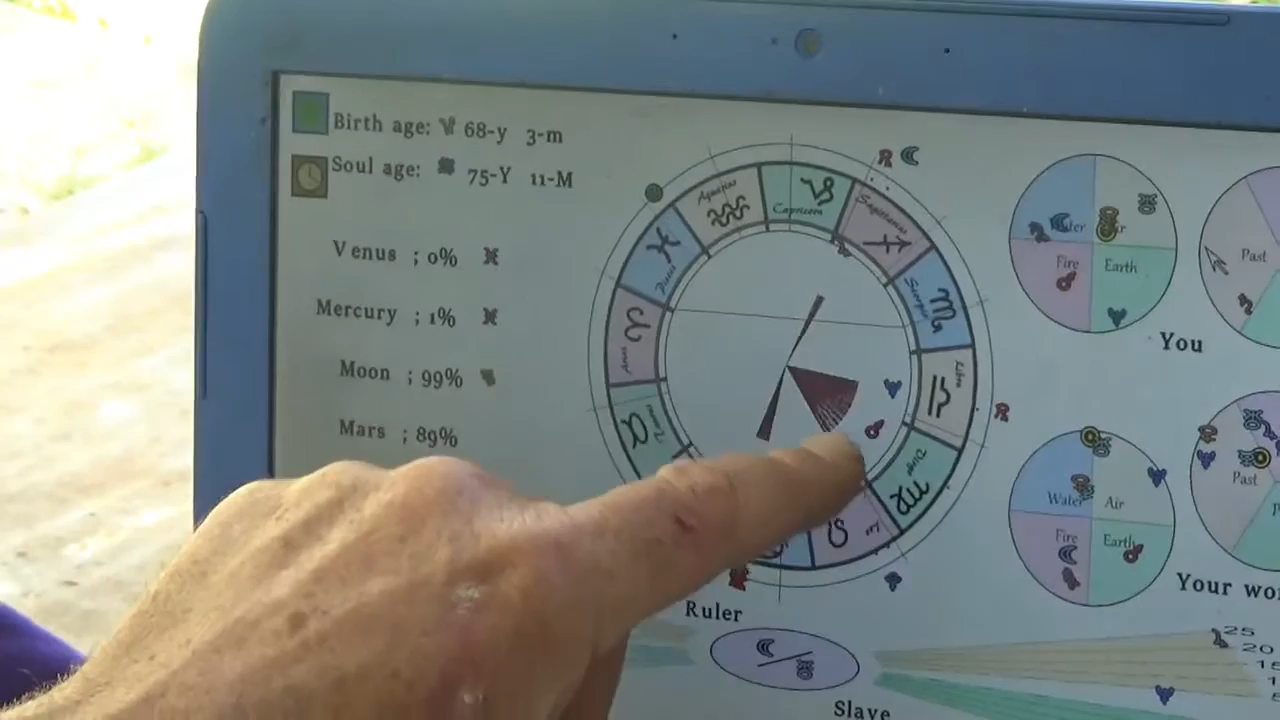 Birth age: 68-y 3-m
Soul age: 75-Y 11-M
Venus ; 0%
Mercury ; 1%
Moon ; 99%
Mars ; 89%
Aquarius
Capricorn
Sagittarius
Scorpio
Libra
Pisces
Aries
Fire
Earth
Past
You
Water
Air
Fire
Earth
Past
Ruler
Slave
25
20